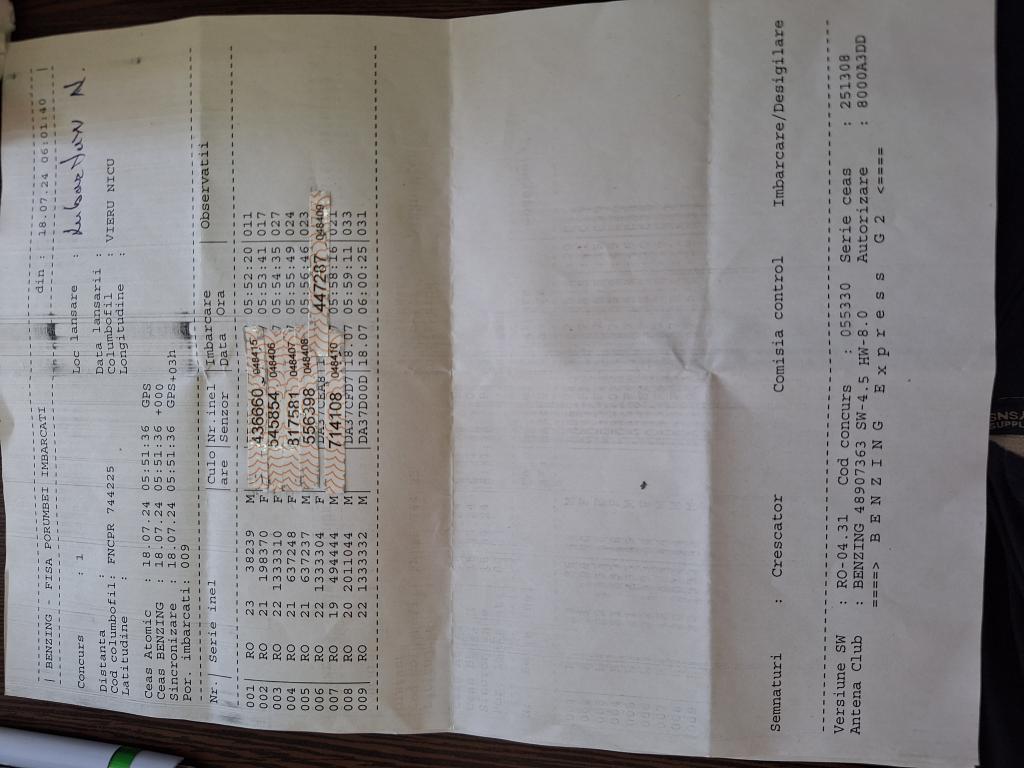 | BENZING - FISA PORUMBEI IMBARCATI din : 18.07.24 06:01:40 |
Concurs : 1 Loc lansare :
Distanta : Data lansarii :
Cod columbofil: FNCPR 744225 Columbofil : VIERU NICU
Latitudine : Longitudine :
Ceas Atomic : 18.07.24 05:51:36 GPS
Ceas BENZING : 18.07.24 05:51:36 +000
Sincronizare : 18.07.24 05:51:36 GPS+03h
Por. imbarcati: 009
Nr.| Serie inel |Culo|Nr.inel |Imbarcare | Observatii
|are |Senzor |Data Ora |
001 RO 23 38239 M 436660 048415 05:52:20|011
002 RO 21 198370 F 345854 048406 05:53:41|017
003 RO 22 1333310 F 317581 048407 05:54:35|027
004 RO 21 637248 F 05:55:49|024
005 RO 21 637237 M 556398 048408 05:56:46|023
006 RO 22 1333304 F 447287 048409
007 RO 19 494444 M 714108
008 RO 20 2011044 M |DA37CFD7 18.07 05:59:11|033
009 RO 22 1333332 M |DA37D00D|18.07 06:00:25|031
Semnaturi : Crescator Comisia control Imbarcare/Desigilare
Versiune SW : RO-04.31 Cod concurs : 055330 Serie ceas : 251308
Antena Club : BENZING 48907363 SW-4.5 HW-8.0 Autorizare : 8000A3DD
====> B E N Z I N G E x p r e s s G 2 <====